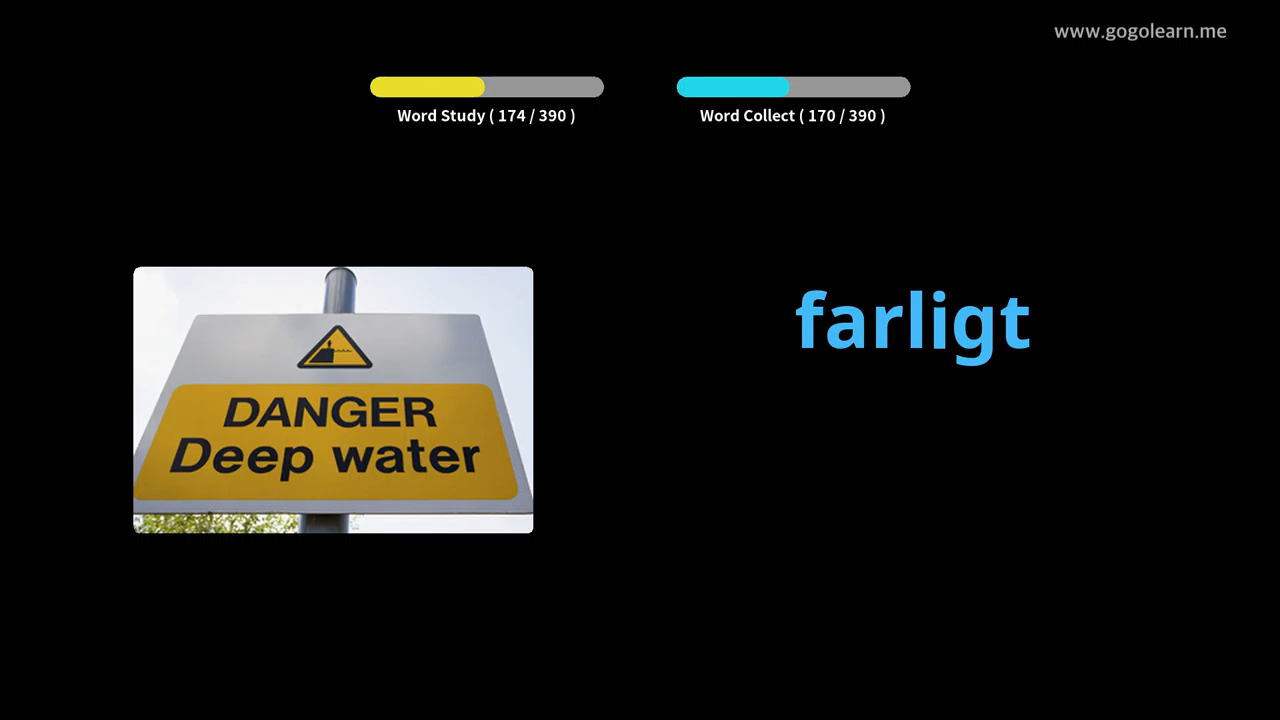 www.gogolearn.me
Word Study ( 174 / 390 )
Word Collect ( 170 / 390 )
DANGER
Deep water
farligt